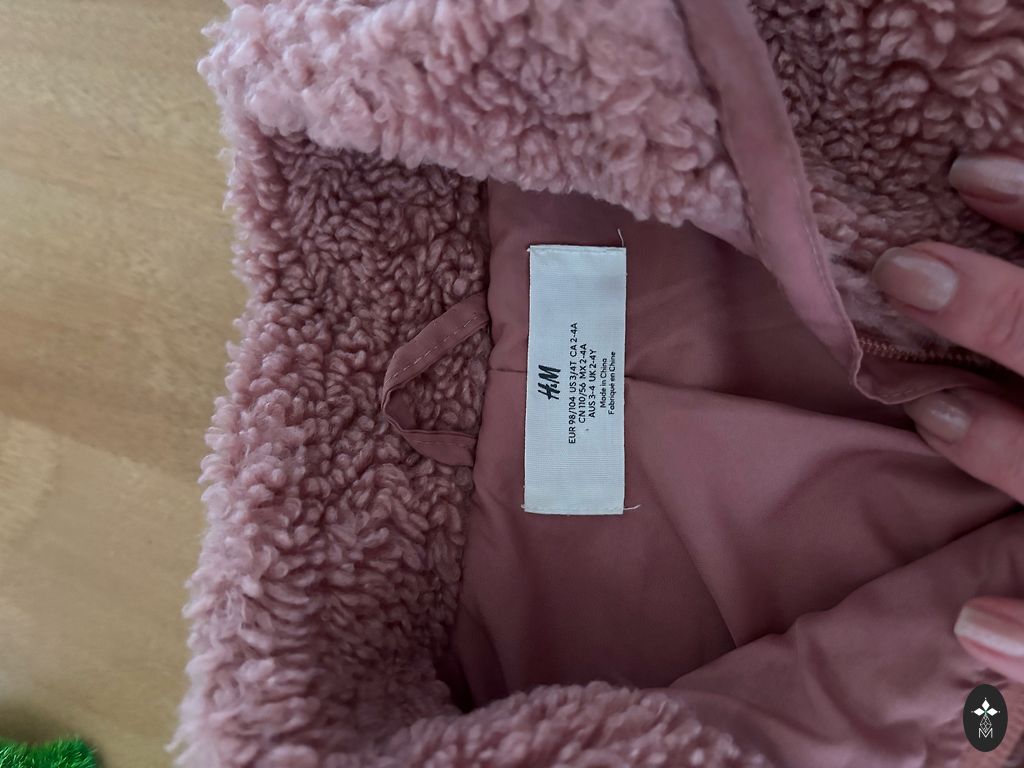 H&M
EUR 98/104 US 3/4T CA 2-4A
CN 110/56 MX 2-4A
AUS 3-4 UK 2-4Y
Made in China
Fabriqué en Chine
M